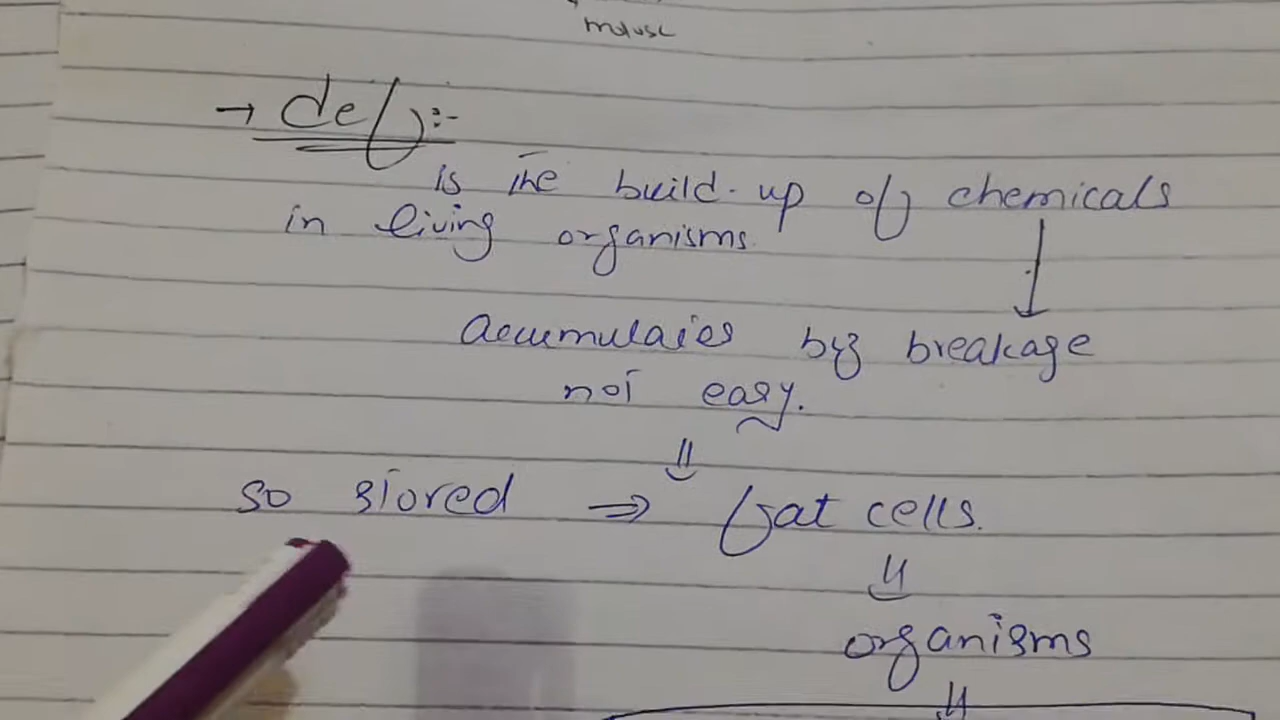 → def:-
is the build-up of chemicals
in living organisms.
accumulates bcz breakage
not easy.
so stored ⇒ fat cells.
organisms